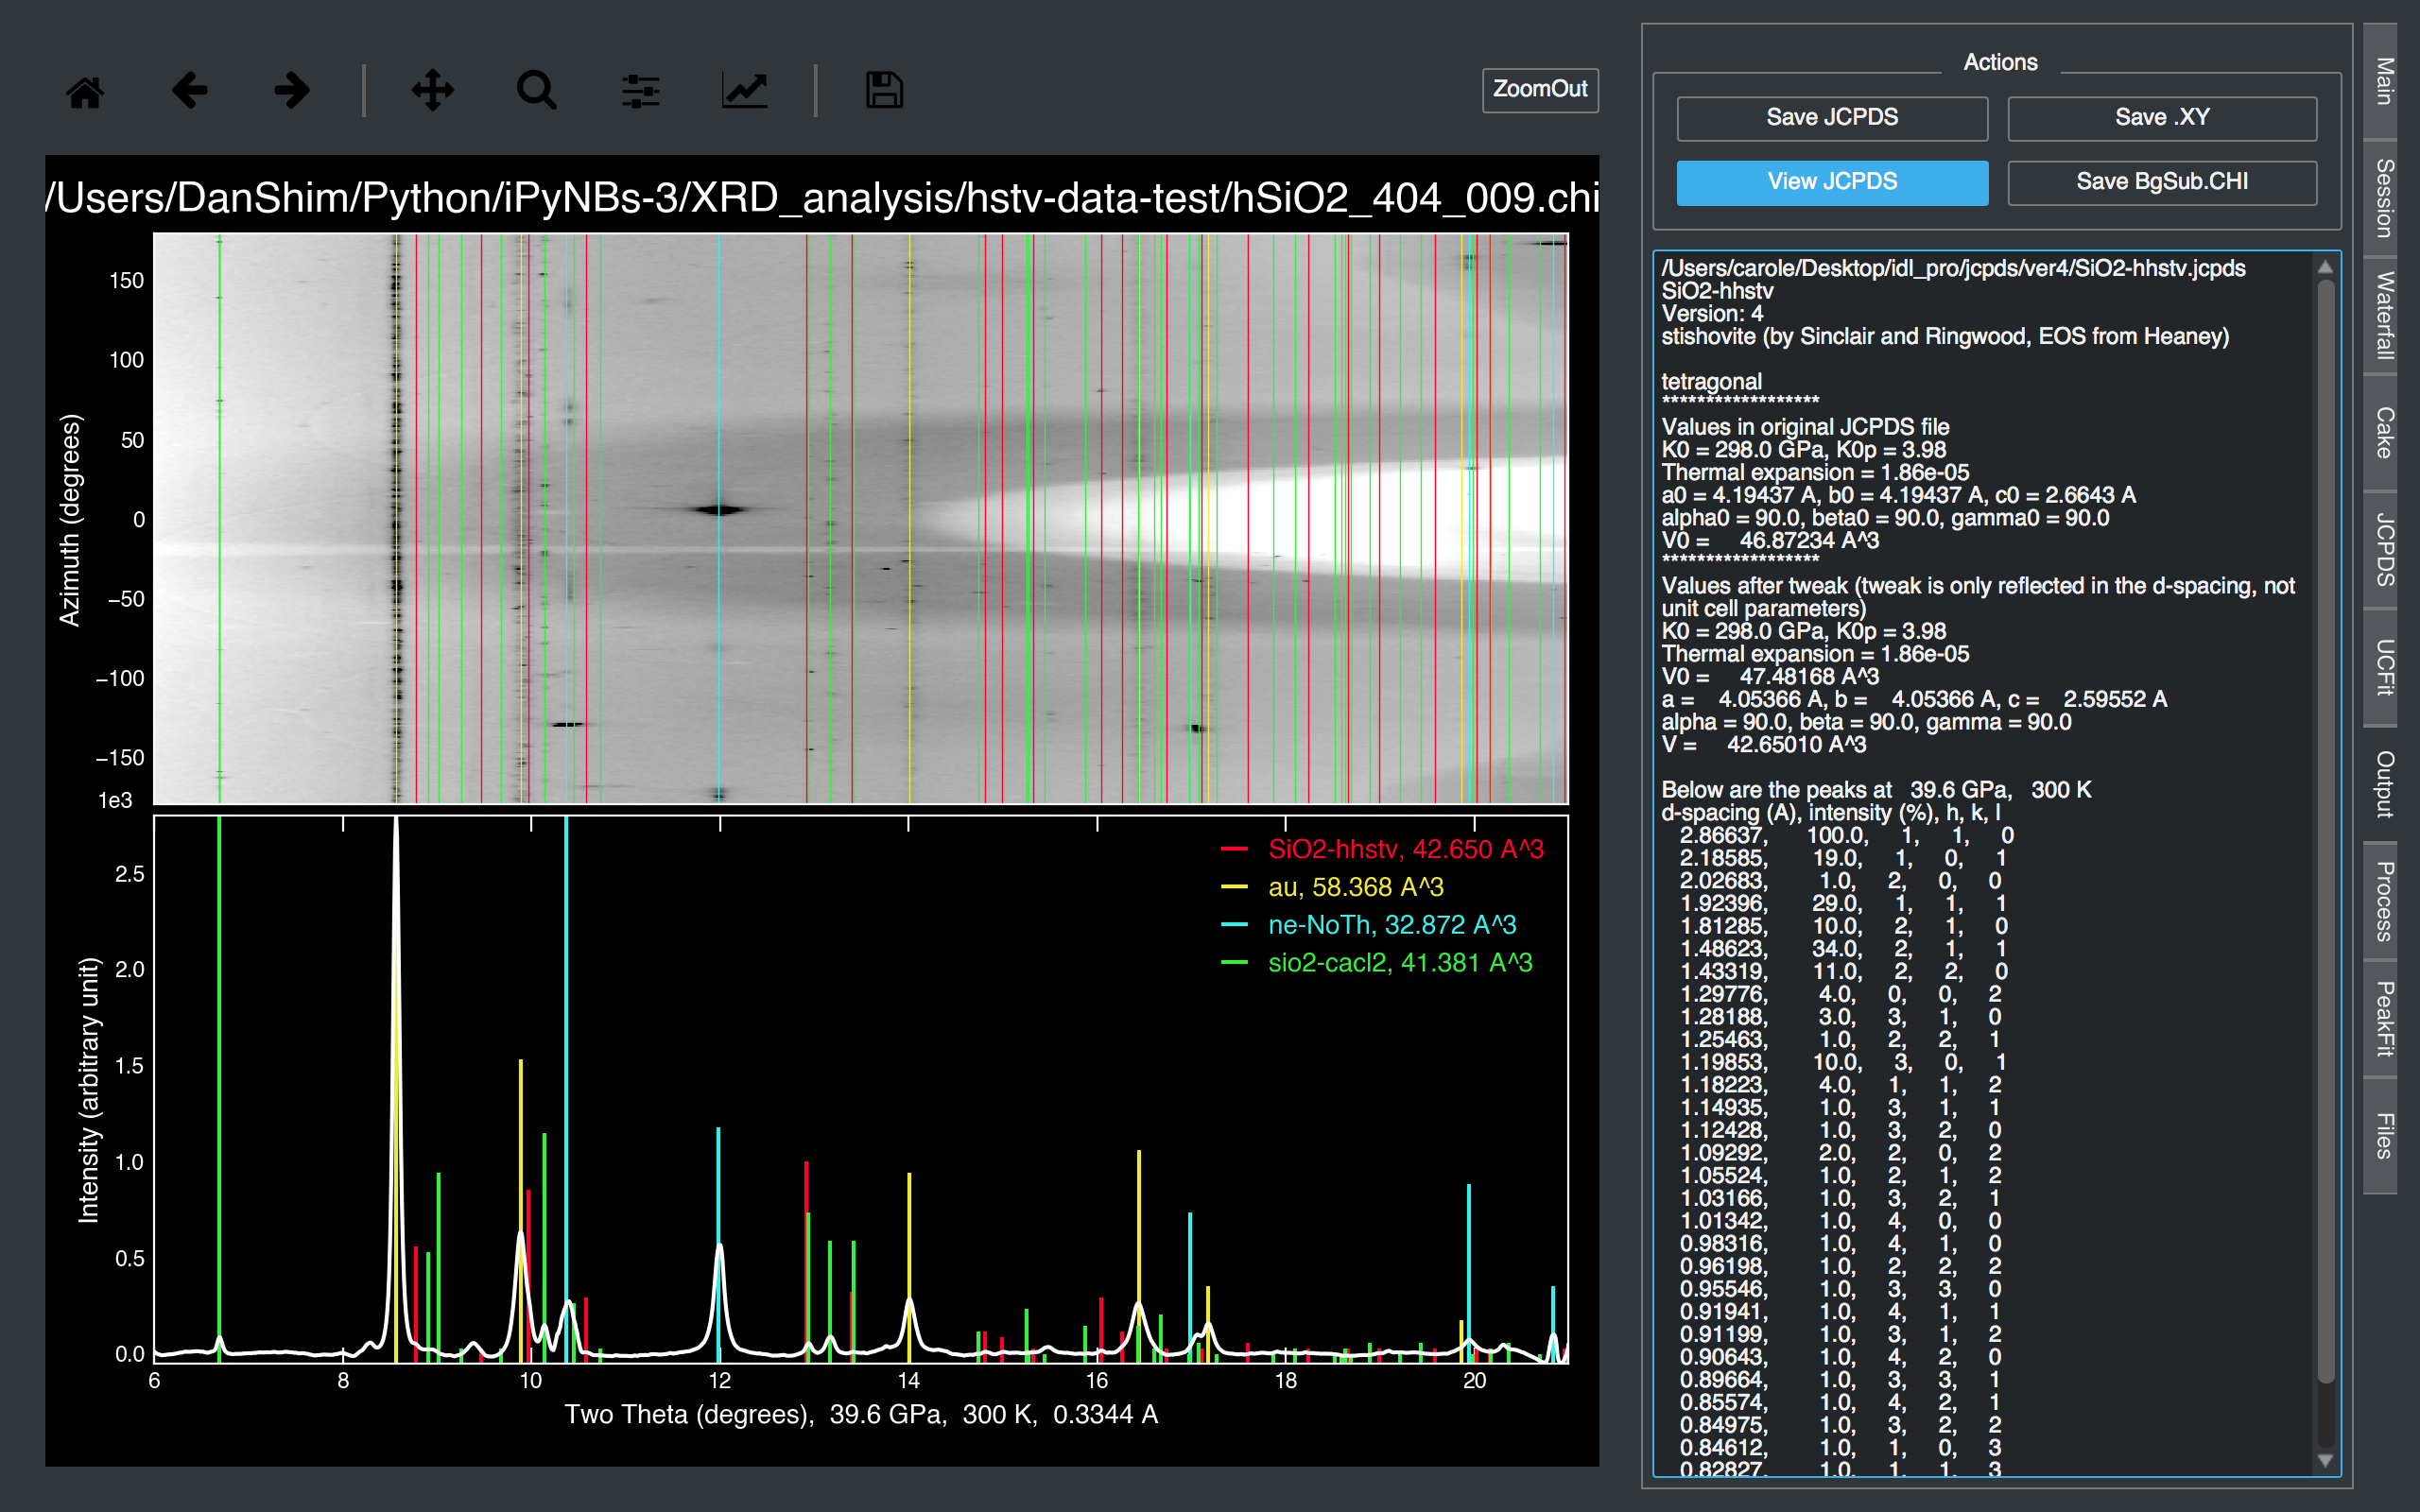 ZoomOut
/Users/DanShim/Python/iPyNBs-3/XRD_analysis/hstv-data-test/hSiO2_404_009.chi
Azimuth (degrees)
150
100
50
0
−50
−100
−150
1e3
Intensity (arbitrary unit)
2.5
2.0
1.5
1.0
0.5
0.0
SiO2-hhstv, 42.650 A^3
au, 58.368 A^3
ne-NoTh, 32.872 A^3
sio2-cacl2, 41.381 A^3
6 8 10 12 14 16 18 20
Two Theta (degrees), 39.6 GPa, 300 K, 0.3344 A
Actions
Save JCPDS Save .XY
View JCPDS Save BgSub.CHI
/Users/carole/Desktop/idl_pro/jcpds/ver4/SiO2-hhstv.jcpds
SiO2-hhstv
Version: 4
stishovite (by Sinclair and Ringwood, EOS from Heaney)
tetragonal
******************
Values in original JCPDS file
K0 = 298.0 GPa, K0p = 3.98
Thermal expansion = 1.86e-05
a0 = 4.19437 A, b0 = 4.19437 A, c0 = 2.6643 A
alpha0 = 90.0, beta0 = 90.0, gamma0 = 90.0
V0 = 46.87234 A^3
******************
Values after tweak (tweak is only reflected in the d-spacing, not
unit cell parameters)
K0 = 298.0 GPa, K0p = 3.98
Thermal expansion = 1.86e-05
V0 = 47.48168 A^3
a = 4.05366 A, b = 4.05366 A, c = 2.59552 A
alpha = 90.0, beta = 90.0, gamma = 90.0
V = 42.65010 A^3
Below are the peaks at 39.6 GPa, 300 K
d-spacing (A), intensity (%), h, k, l
2.86637, 100.0, 1, 1, 0
2.18585, 19.0, 1, 0, 1
2.02683, 1.0, 2, 0, 0
1.92396, 29.0, 1, 1, 1
1.81285, 10.0, 2, 1, 0
1.48623, 34.0, 2, 1, 1
1.43319, 11.0, 2, 2, 0
1.29776, 4.0, 0, 0, 2
1.28188, 3.0, 3, 1, 0
1.25463, 1.0, 2, 2, 1
1.19853, 10.0, 3, 0, 1
1.18223, 4.0, 1, 1, 2
1.14935, 1.0, 3, 1, 1
1.12428, 1.0, 3, 2, 0
1.09292, 2.0, 2, 0, 2
1.05524, 1.0, 2, 1, 2
1.03166, 1.0, 3, 2, 1
1.01342, 1.0, 4, 0, 0
0.98316, 1.0, 4, 1, 0
0.96198, 1.0, 2, 2, 2
0.95546, 1.0, 3, 3, 0
0.91941, 1.0, 4, 1, 1
0.91199, 1.0, 3, 1, 2
0.90643, 1.0, 4, 2, 0
0.89664, 1.0, 3, 3, 1
0.85574, 1.0, 4, 2, 1
0.84975, 1.0, 3, 2, 2
0.84612, 1.0, 1, 0, 3
0.82827, 1.0, 1, 1, 3
Main
Session
Waterfall
Cake
JCPDS
UCFit
Output
Process
PeakFit
Files